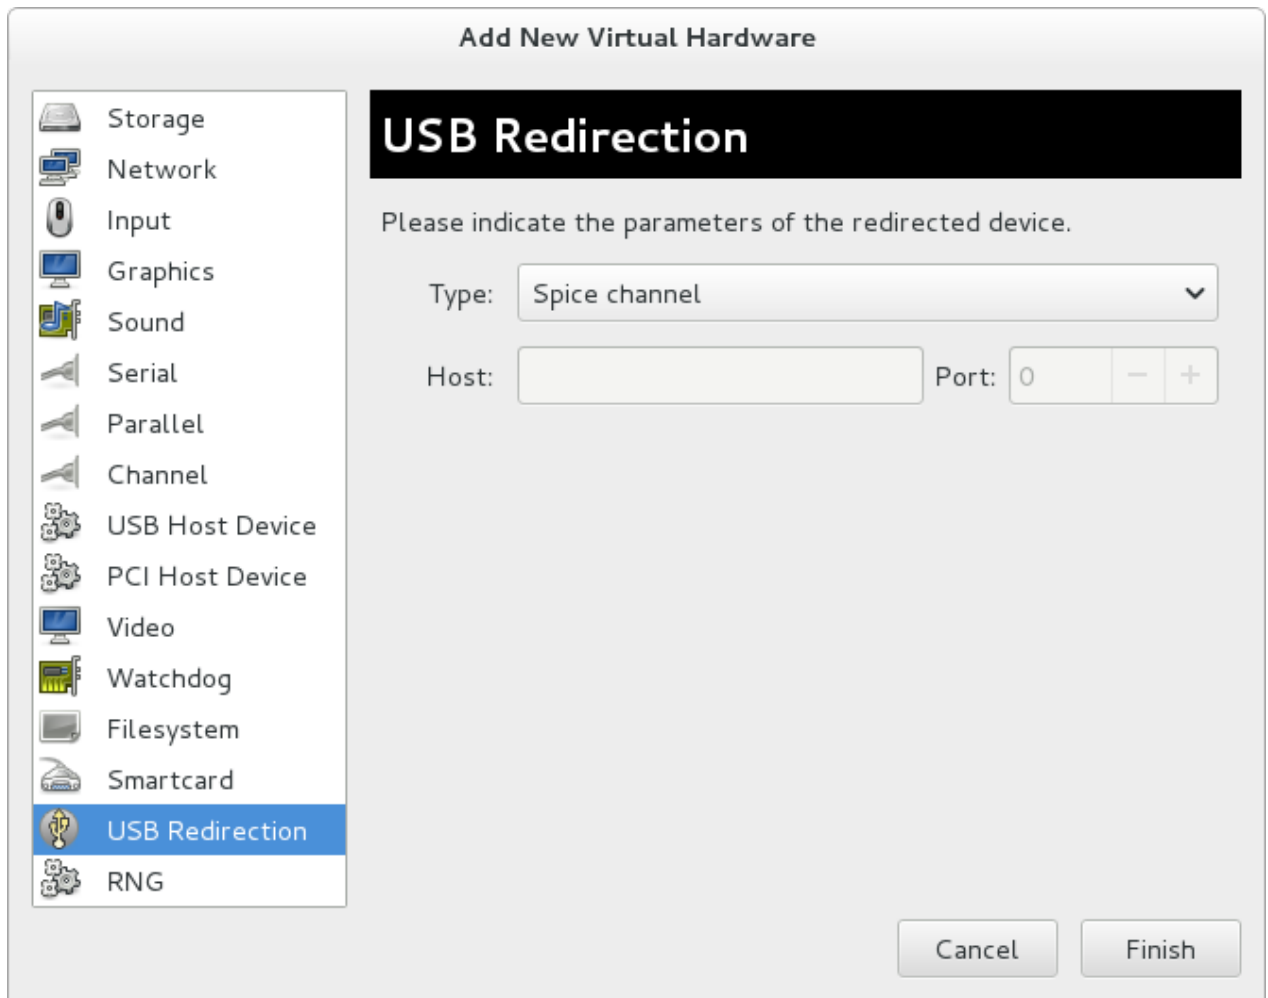 Add New Virtual Hardware
Storage
Network
Input
Graphics
Sound
Serial
Parallel
Channel
USB Host Device
PCI Host Device
Video
Watchdog
Filesystem
Smartcard
USB Redirection
RNG
USB Redirection
Please indicate the parameters of the redirected device.
Type: Spice channel
Host: Port: 0 − +
Cancel Finish